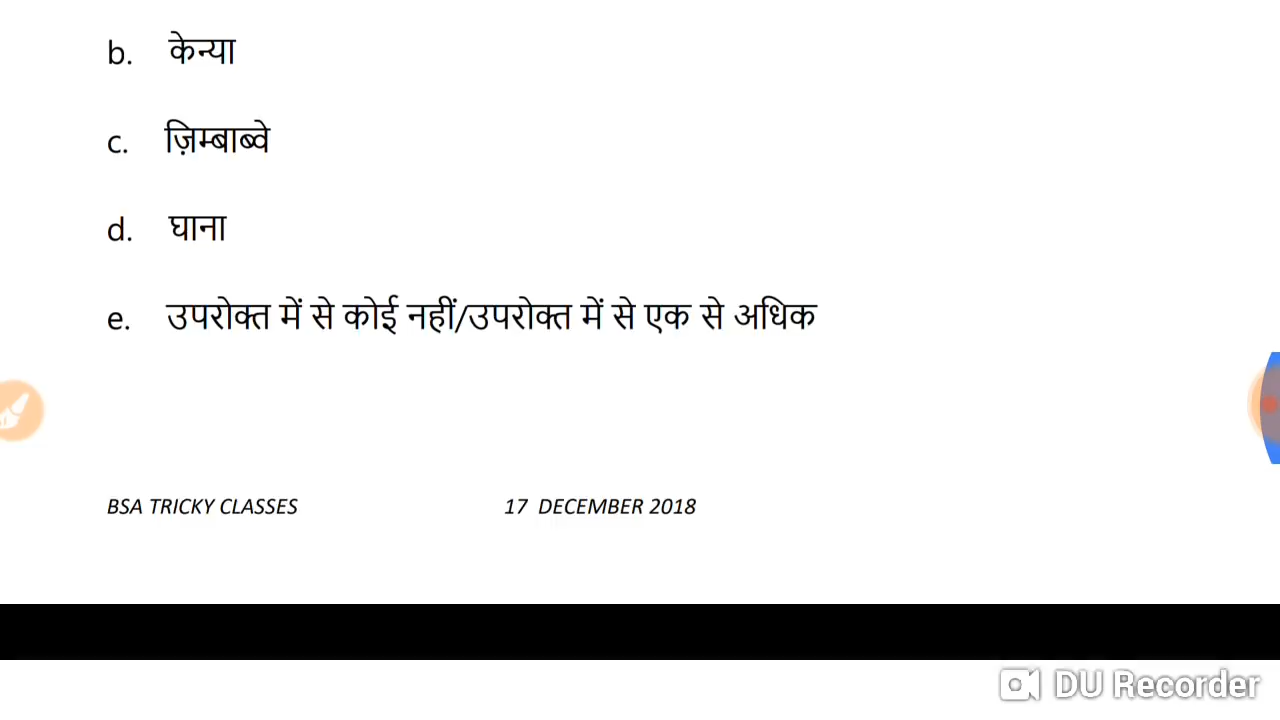 b. केन्या
c. ज़िम्बाब्वे
d. घाना
e. उपरोक्त में से कोई नहीं/उपरोक्त में से एक से अधिक
BSA TRICKY CLASSES 17 DECEMBER 2018
DU Recorder